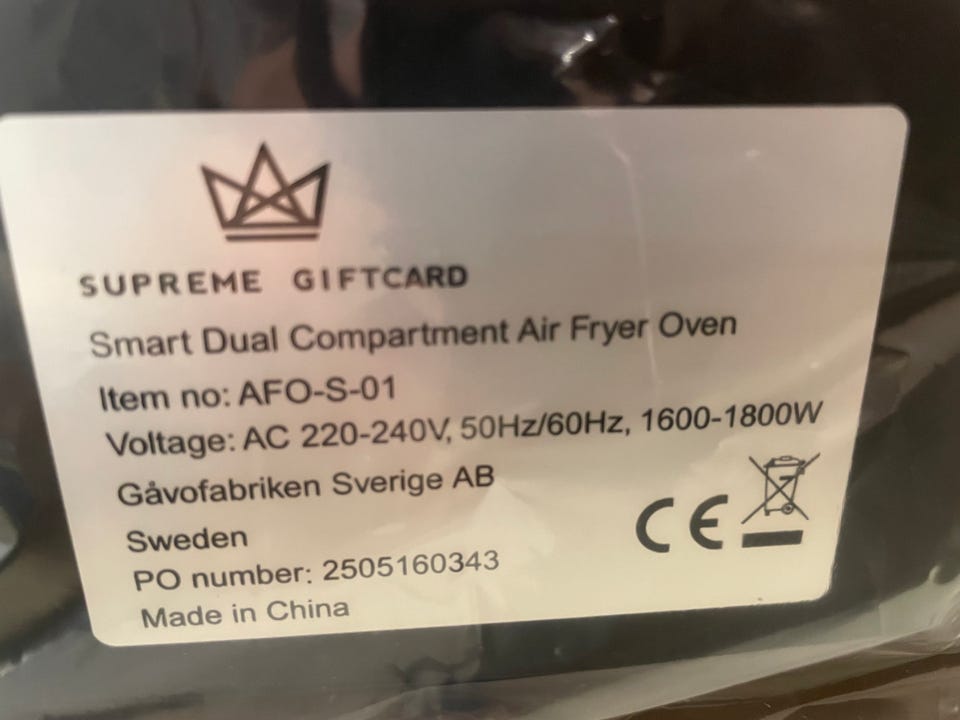 SUPREME GIFTCARD
Smart Dual Compartment Air Fryer Oven
Item no: AFO-S-01
Voltage: AC 220-240V, 50Hz/60Hz, 1600-1800W
Gåvofabriken Sverige AB
Sweden
PO number: 2505160343
Made in China
CE